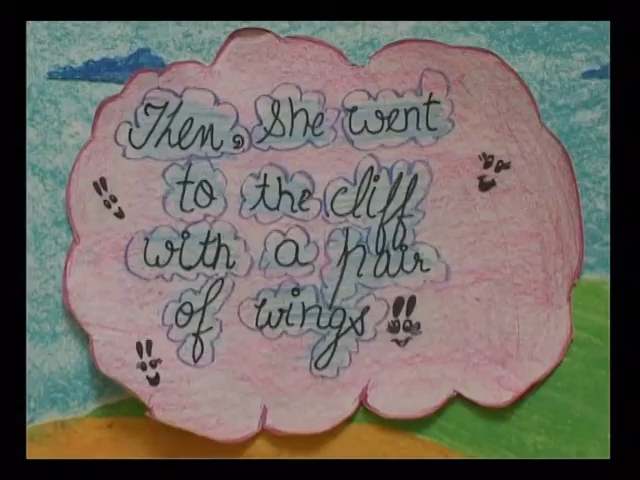 Then, She went
to the cliff
with a pair
of wings